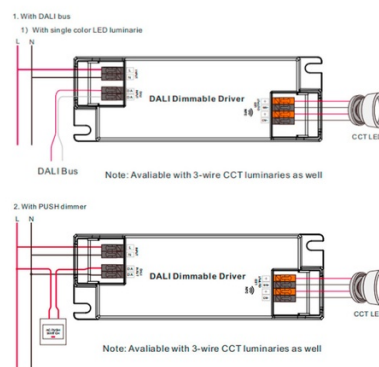 1. With DALI bus
1) With single color LED luminarie
L N
DALI Dimmable Driver
CCT LE
DALI Bus
Note: Avaliable with 3-wire CCT luminaries as well
2. With PUSH dimmer
L N
DALI Dimmable Driver
CCT LE
Note: Avaliable with 3-wire CCT luminaries as well